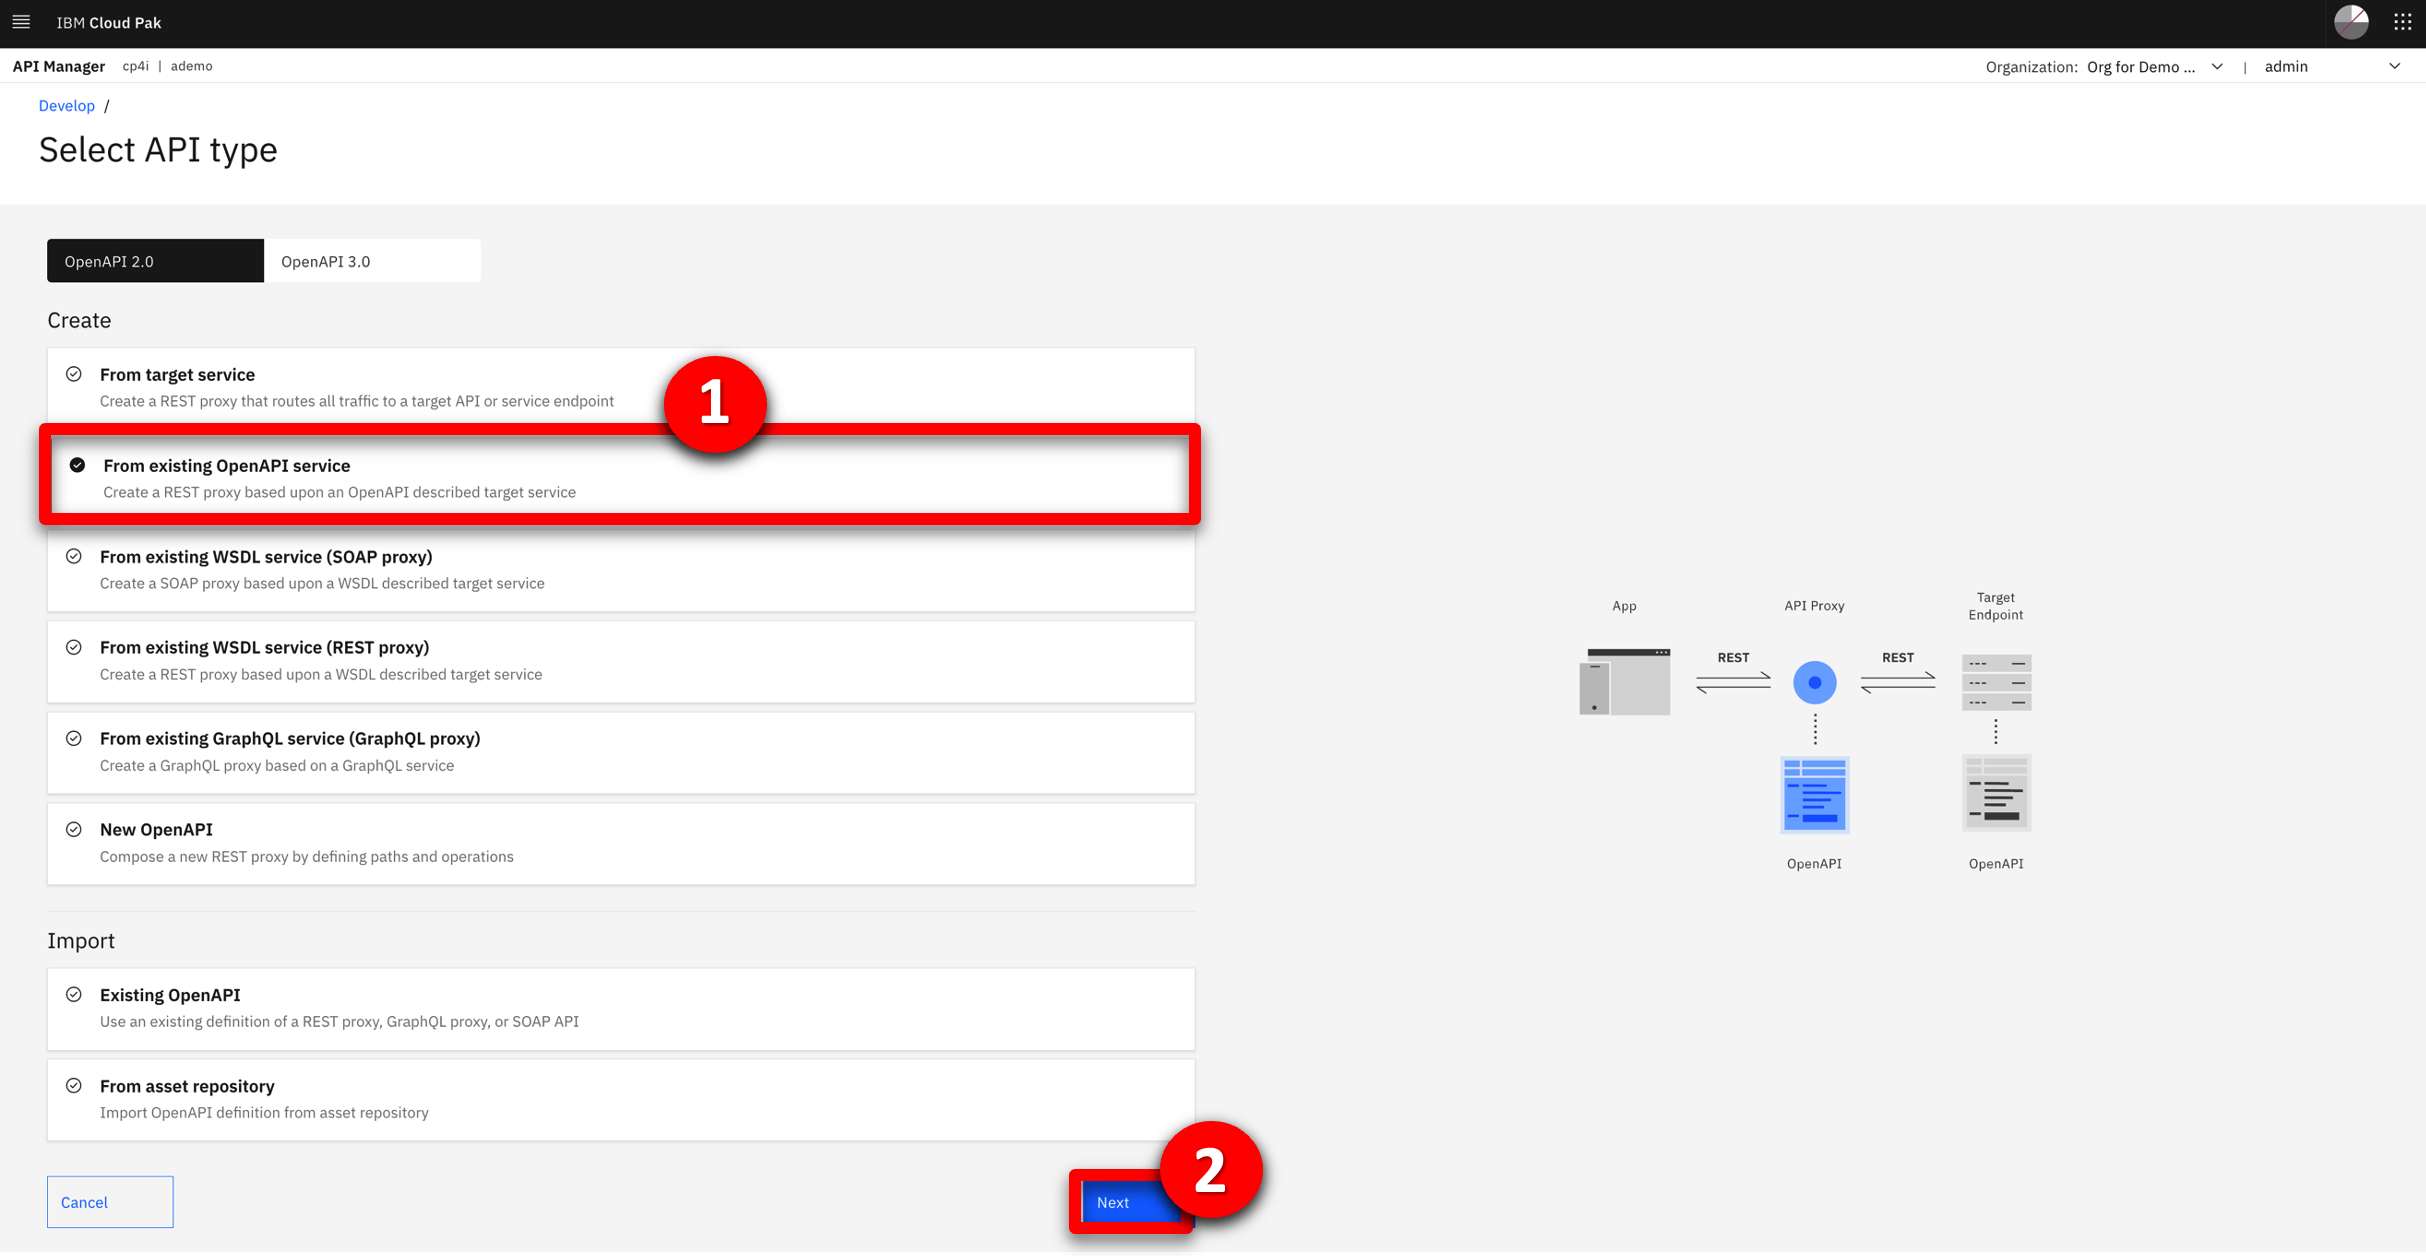 IBM Cloud Pak
API Manager cp4i | ademo
Organization: Org for Demo ... | admin
Develop /
Select API type
OpenAPI 2.0
OpenAPI 3.0
Create
From target service
Create a REST proxy that routes all traffic to a target API or service endpoint
1
From existing OpenAPI service
Create a REST proxy based upon an OpenAPI described target service
From existing WSDL service (SOAP proxy)
Create a SOAP proxy based upon a WSDL described target service
From existing WSDL service (REST proxy)
Create a REST proxy based upon a WSDL described target service
From existing GraphQL service (GraphQL proxy)
Create a GraphQL proxy based on a GraphQL service
New OpenAPI
Compose a new REST proxy by defining paths and operations
Import
Existing OpenAPI
Use an existing definition of a REST proxy, GraphQL proxy, or SOAP API
From asset repository
Import OpenAPI definition from asset repository
Cancel
Next
2
App
API Proxy
Target
Endpoint
REST
REST
OpenAPI
OpenAPI